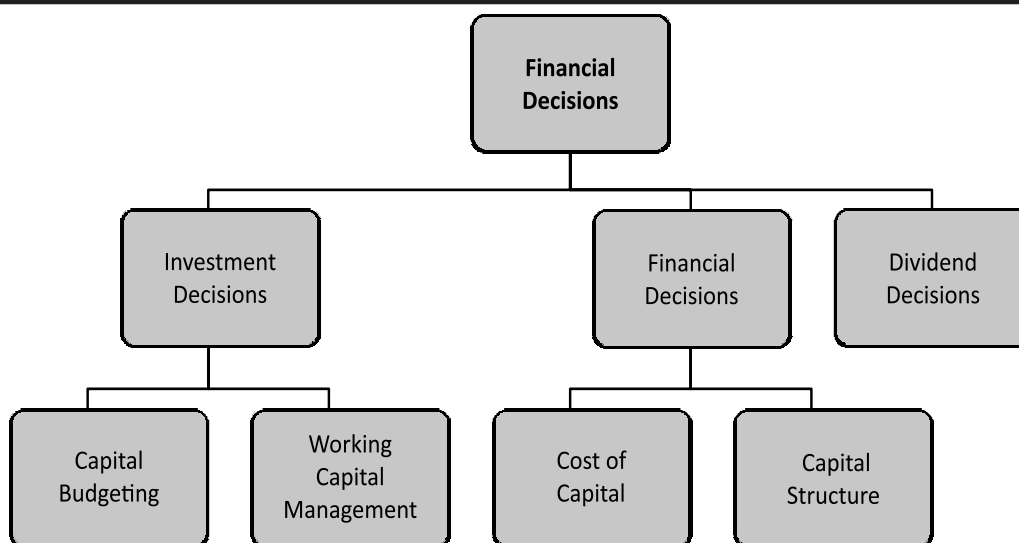 Financial
Decisions
Investment
Decisions
Financial
Decisions
Dividend
Decisions
Capital
Budgeting
Working
Capital
Management
Cost of
Capital
Capital
Structure